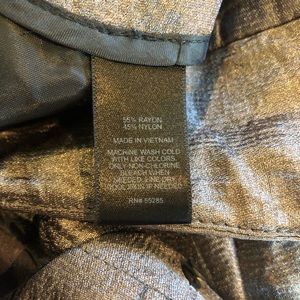 55% RAYON
45% NYLON
MADE IN VIETNAM
MACHINE WASH COLD
WITH LIKE COLORS.
ONLY NON-CHLORINE
BLEACH WHEN
NEEDED. LINE DRY.
COOL IRON IF NEEDED.
RN# 55285